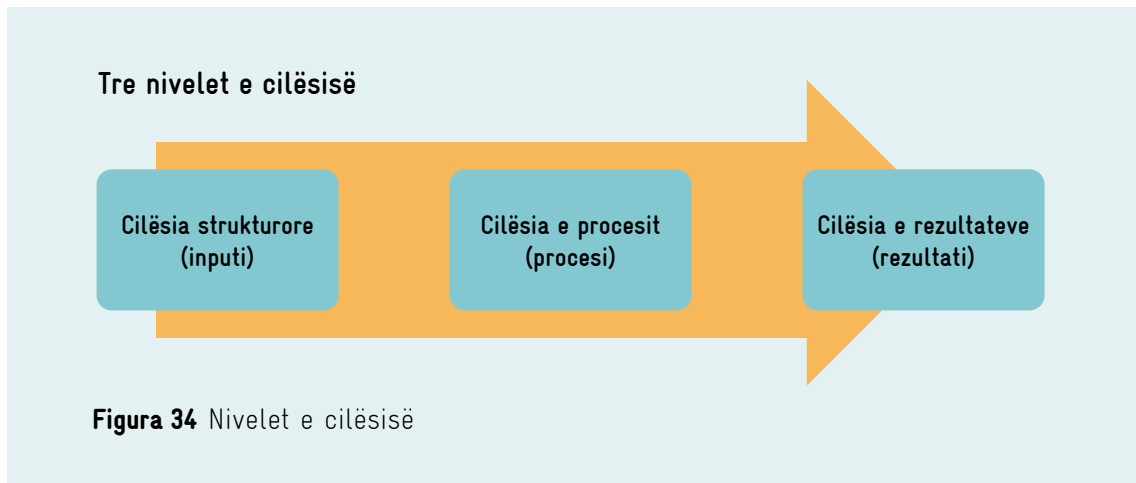 Tre nivelet e cilësisë
Cilësia strukturore
(inputi)
Cilësia e procesit
(procesi)
Cilësia e rezultateve
(rezultati)
Figura 34 Nivelet e cilësisë